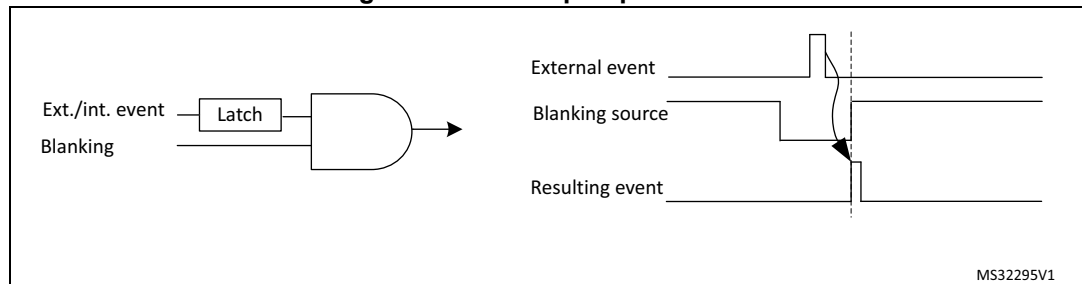 Ext./int. event
Latch
Blanking
External event
Blanking source
Resulting event
MS32295V1